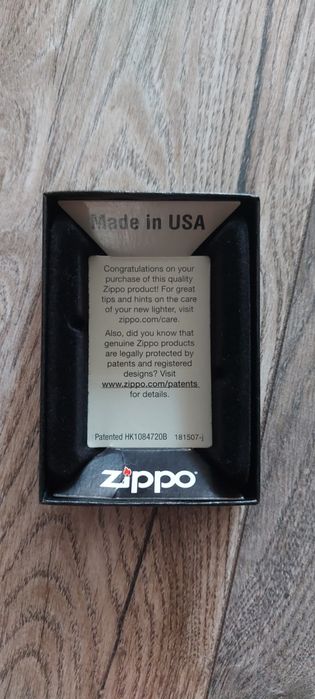 Made in USA
Congratulations on your
purchase of this quality
Zippo product! For great
tips and hints on the care
of your new lighter, visit
zippo.com/care.
Also, did you know that
genuine Zippo products
are legally protected by
patents and registered
designs? Visit
www.zippo.com/patents
for details.
Patented HK1084720B 181507-j
zippo